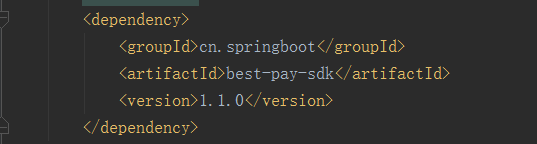 <dependency>
<groupId>cn.springboot</groupId>
<artifactId>best-pay-sdk</artifactId>
<version>1.1.0</version>
</dependency>